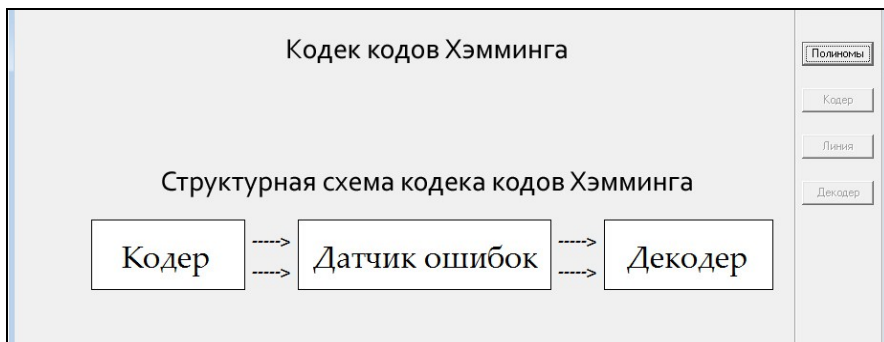 Кодек кодов Хэмминга
Структурная схема кодека кодов Хэмминга
Кодер
----->
----->
Датчик ошибок
----->
----->
Декодер
Полиномы
Кодер
Линия
Декодер